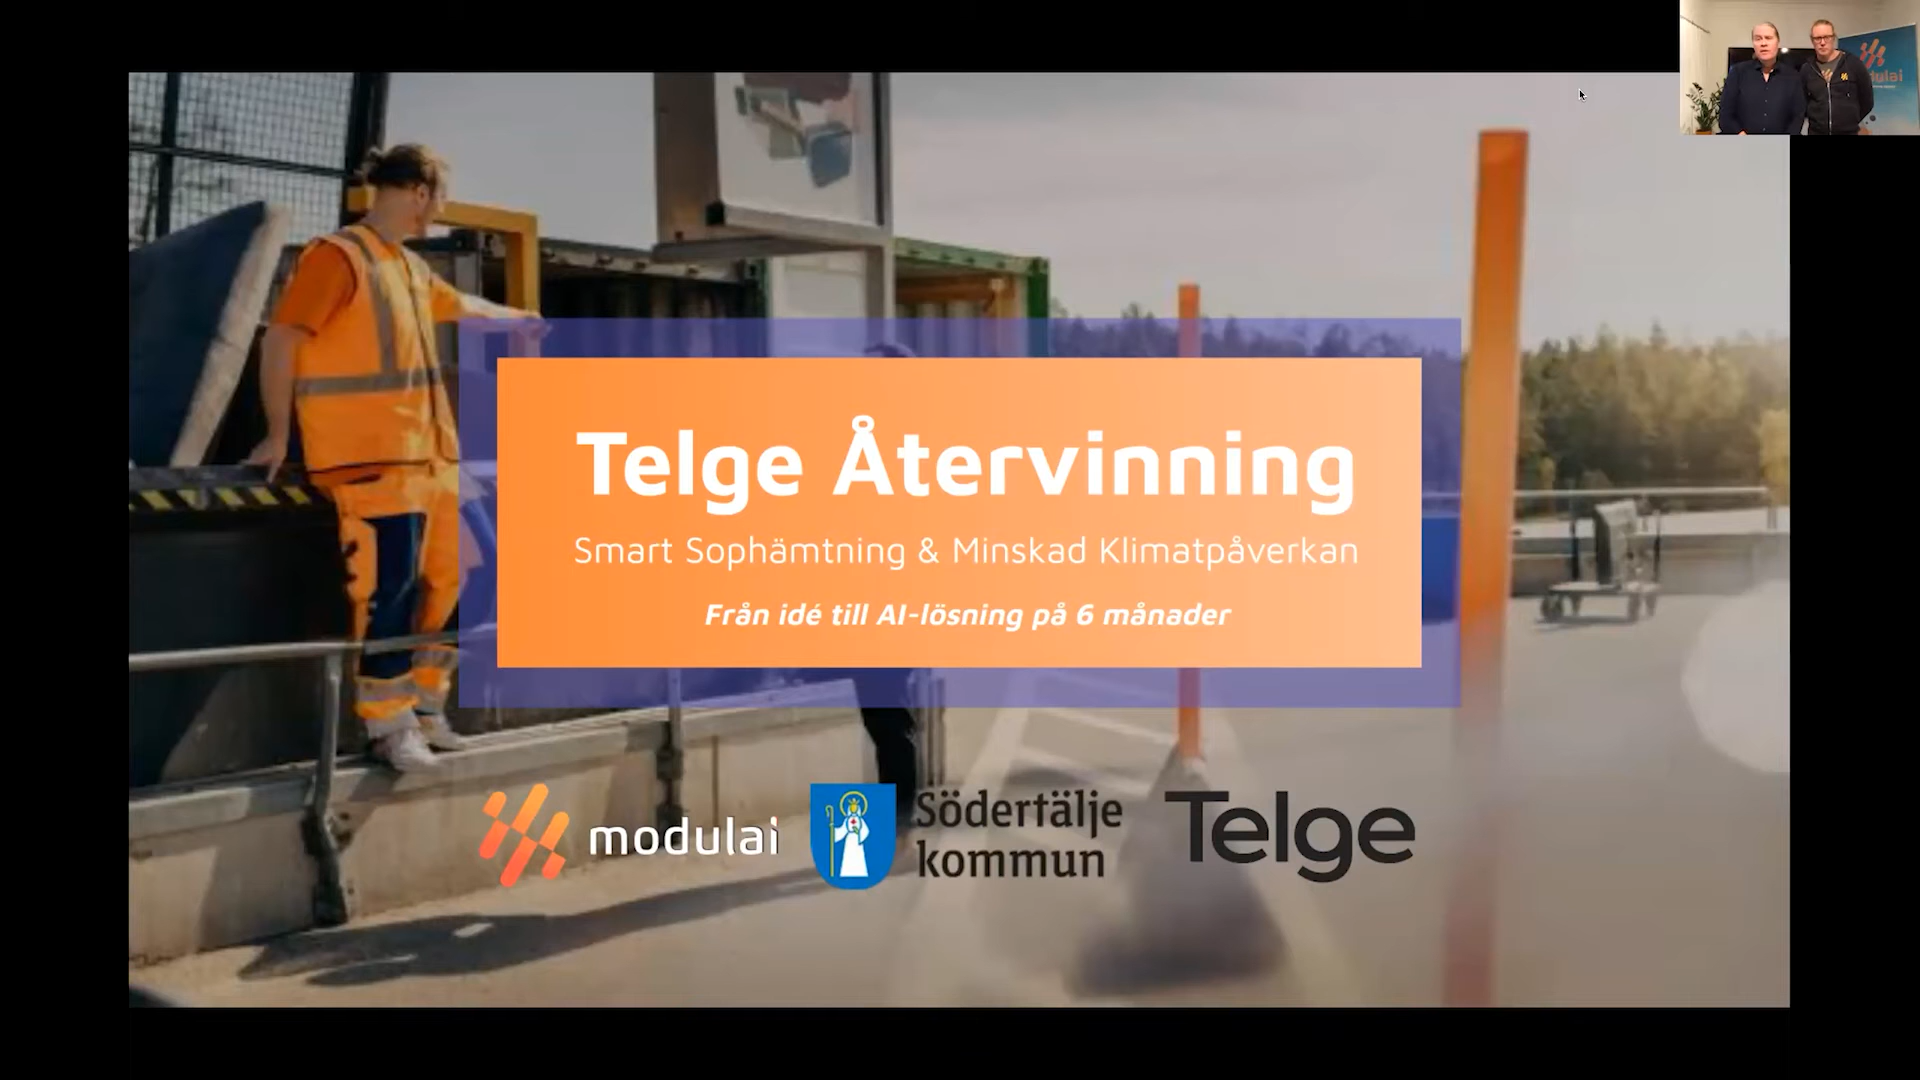 Telge Återvinning
Smart Sophämtning & Minskad Klimatpåverkan
Från idé till AI-lösning på 6 månader
modulai
Södertälje
kommun
Telge